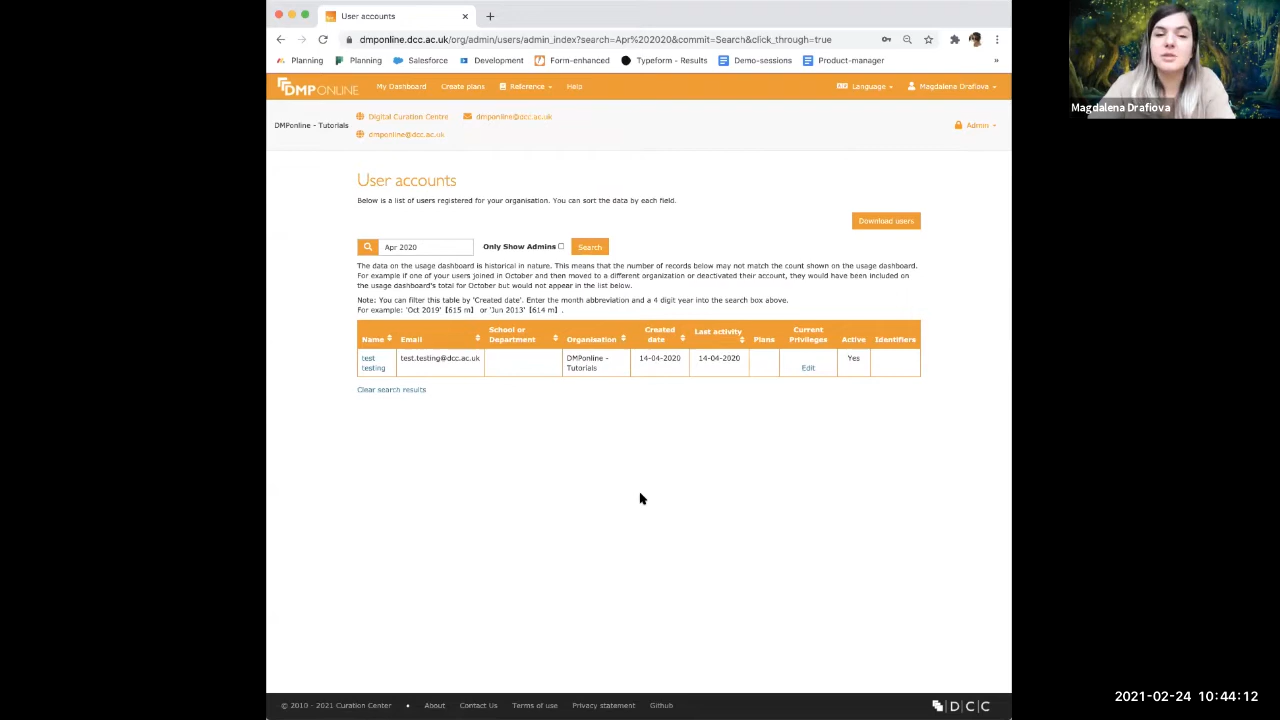 User accounts
dmponline.dcc.ac.uk/org/admin/users/admin_index?search=Apr%202020&commit=Search&click_through=true
Planning
Planning
Salesforce
Development
Form-enhanced
Typeform - Results
Demo-sessions
Product-manager
»
DMPONLINE
My Dashboard
Create plans
Reference
Help
Language
Magdalena Drafiova
DMPonline - Tutorials
Digital Curation Centre
dmponline@dcc.ac.uk
dmponline@dcc.ac.uk
Admin
User accounts
Below is a list of users registered for your organisation. You can sort the data by each field.
Download users
Apr 2020
Only Show Admins
Search
The data on the usage dashboard is historical in nature. This means that the number of records below may not match the count shown on the usage dashboard.
For example if one of your users joined in October and then moved to a different organization or deactivated their account, they would have been included on
the usage dashboard's total for October but would not appear in the list below.
Note: You can filter this table by 'Created date'. Enter the month abbreviation and a 4 digit year into the search box above.
For example: 'Oct 2019'【615 m】 or 'Jun 2013'【614 m】.
Name
Email
School or
Department
Organisation
Created
date
Last activity
Plans
Current
Privileges
Active
Identifiers
test
testing
test.testing@dcc.ac.uk
DMPonline -
Tutorials
14-04-2020
14-04-2020
Edit
Yes
Clear search results
© 2010 - 2021 Curation Center
•
About
Contact Us
Terms of use
Privacy statement
Github
DCC
Magdalena Drafiova
2021-02-24 10:44:12